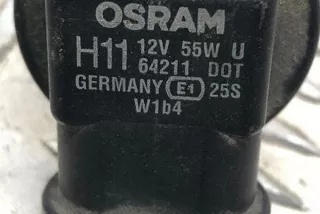 OSRAM
H11 12V 55W U
64211 DOT
GERMANY E1 25S
W1b4